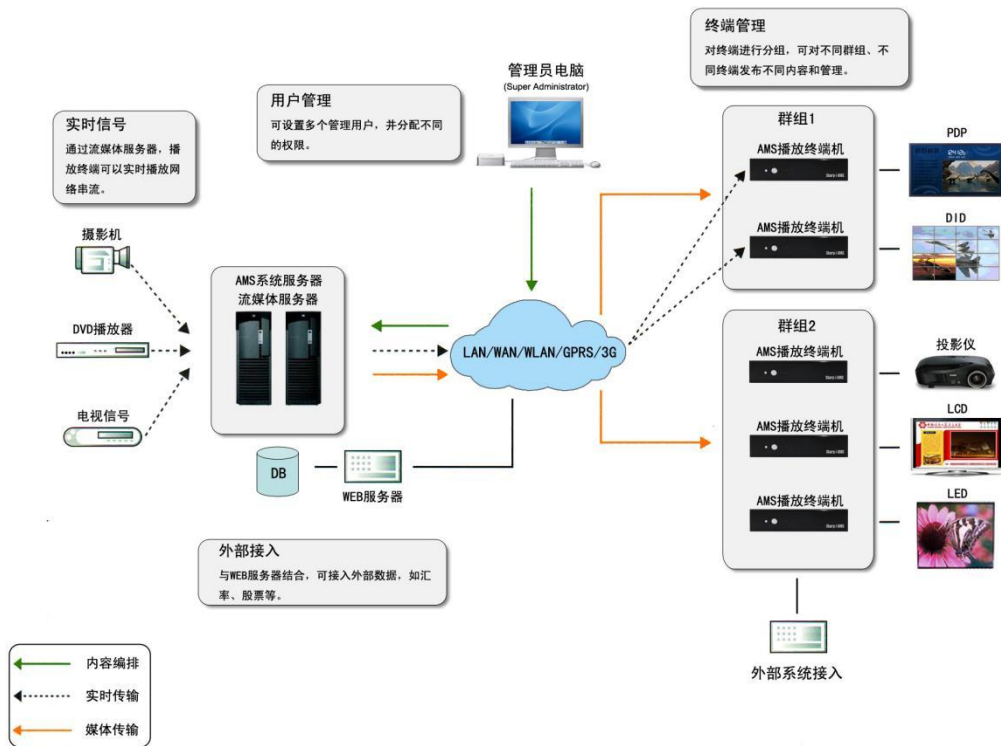 终端管理
对终端进行分组，可对不同群组、不
同终端发布不同内容和管理。
管理员电脑
(Super Administrator)
用户管理
可设置多个管理用户，并分配不同
的权限。
实时信号
通过流媒体服务器，播
放终端可以实时播放网
络串流。
群组1
AMS播放终端机
PDP
AMS播放终端机
DID
摄影机
DVD播放器
电视信号
AMS系统服务器
流媒体服务器
LAN/WAN/WLAN/GPRS/3G
群组2
AMS播放终端机
投影仪
AMS播放终端机
LCD
AMS播放终端机
LED
DB
WEB服务器
外部接入
与WEB服务器结合，可接入外部数据，如汇
率、股票等。
外部系统接入
内容编排
实时传输
媒体传输